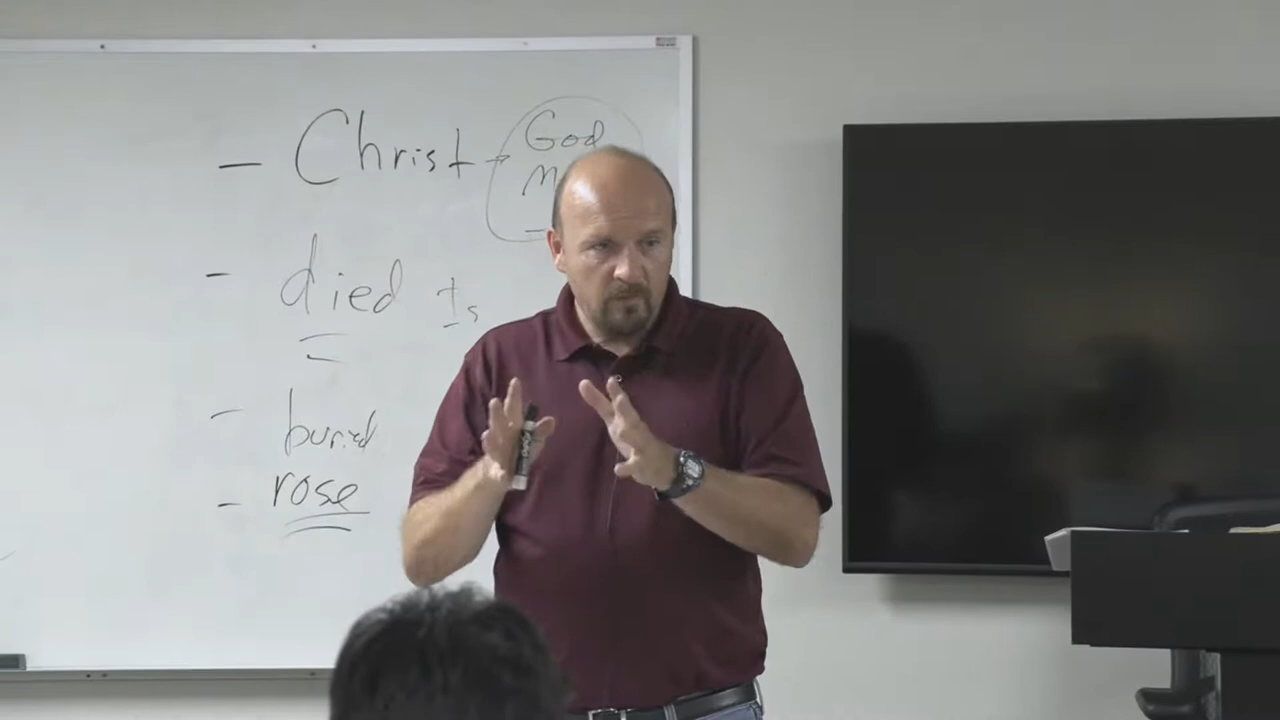 - Christ → God
- died
- buried
- rose